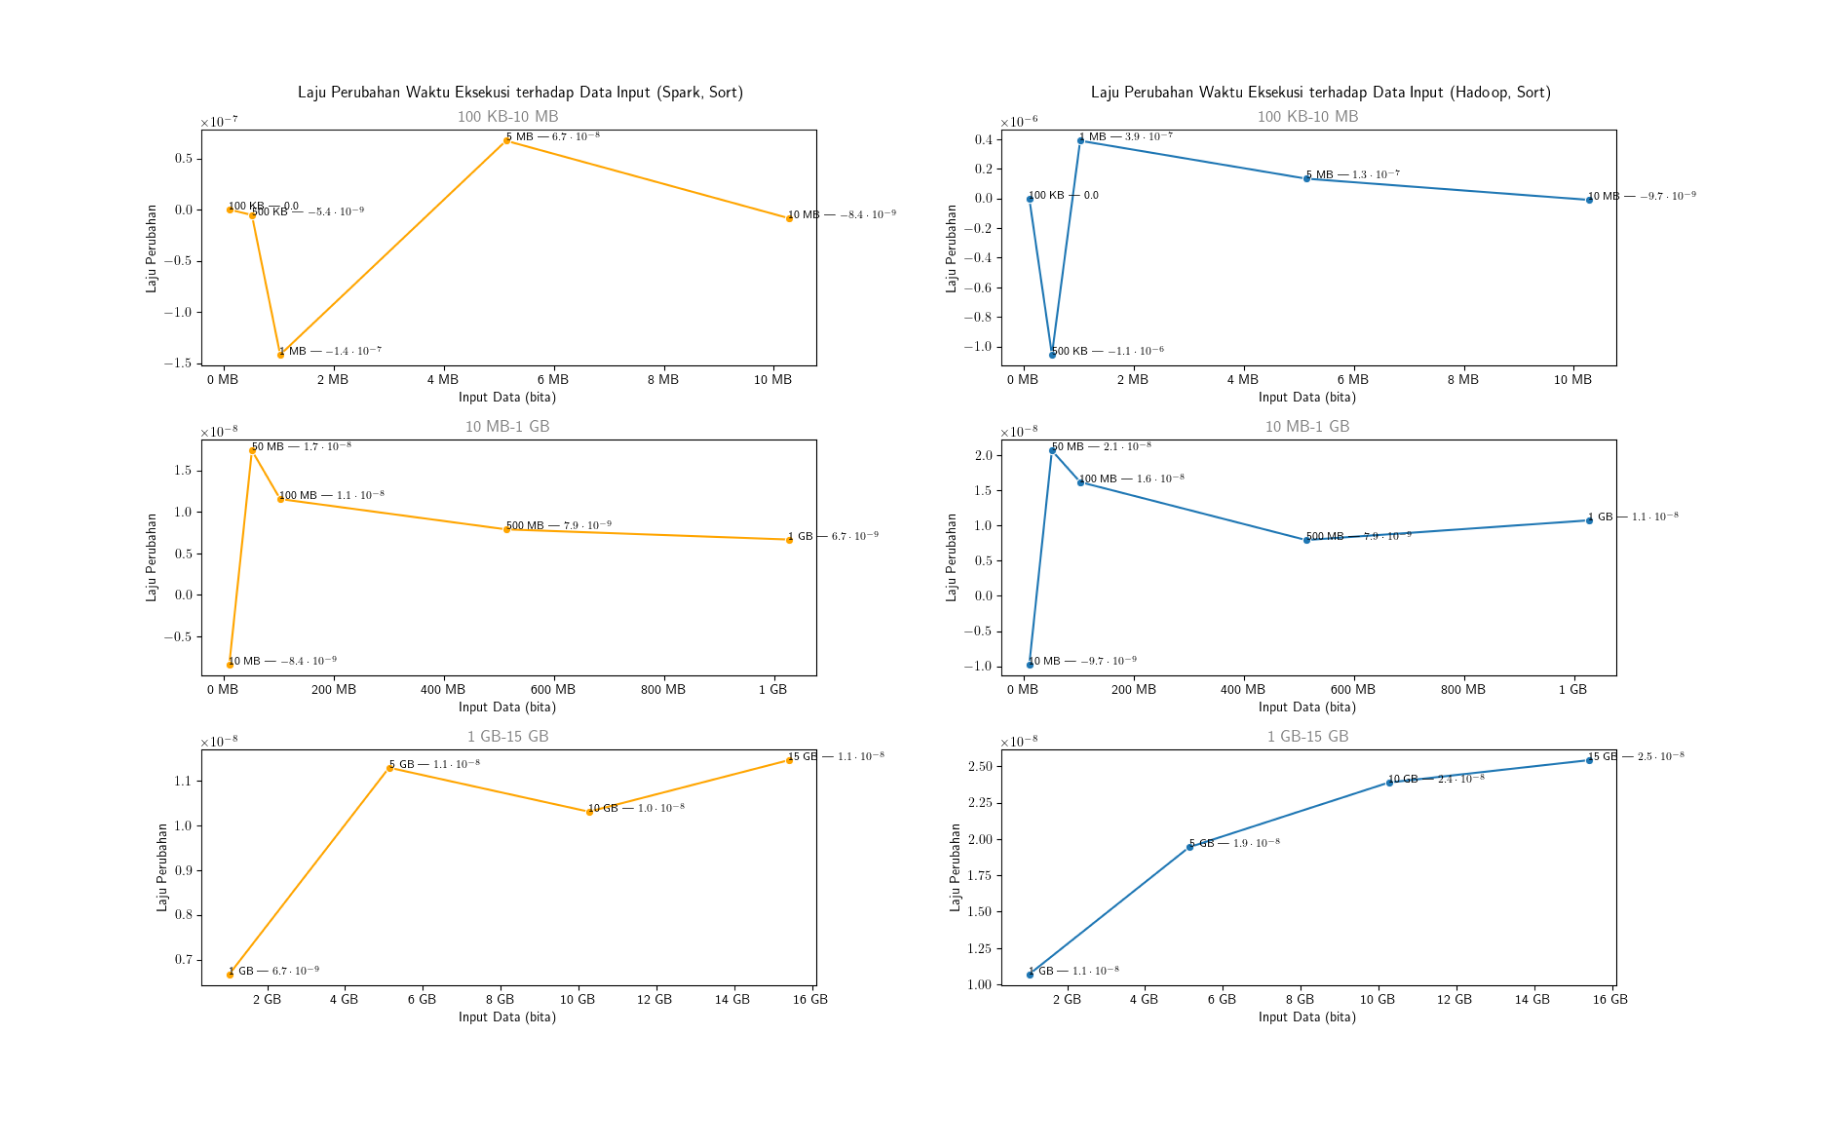 Laju Perubahan Waktu Eksekusi terhadap Data Input (Spark, Sort)
100 KB-10 MB
×10⁻⁷
0.5
0.0
−0.5
−1.0
−1.5
Laju Perubahan
100 KB — 0.0
500 KB — −5.4 · 10⁻⁹
1 MB — −1.4 · 10⁻⁷
5 MB — 6.7 · 10⁻⁸
10 MB — −8.4 · 10⁻⁹
0 MB 2 MB 4 MB 6 MB 8 MB 10 MB
Input Data (bita)
10 MB-1 GB
×10⁻⁸
1.5
1.0
0.5
0.0
−0.5
Laju Perubahan
10 MB — −8.4 · 10⁻⁹
50 MB — 1.7 · 10⁻⁸
100 MB — 1.1 · 10⁻⁸
500 MB — 7.9 · 10⁻⁹
1 GB — 6.7 · 10⁻⁹
0 MB 200 MB 400 MB 600 MB 800 MB 1 GB
Input Data (bita)
1 GB-15 GB
×10⁻⁸
1.1
1.0
0.9
0.8
0.7
Laju Perubahan
1 GB — 6.7 · 10⁻⁹
5 GB — 1.1 · 10⁻⁸
10 GB — 1.0 · 10⁻⁸
15 GB — 1.1 · 10⁻⁸
2 GB 4 GB 6 GB 8 GB 10 GB 12 GB 14 GB 16 GB
Input Data (bita)
Laju Perubahan Waktu Eksekusi terhadap Data Input (Hadoop, Sort)
100 KB-10 MB
×10⁻⁶
0.4
0.2
0.0
−0.2
−0.4
−0.6
−0.8
−1.0
Laju Perubahan
100 KB — 0.0
500 KB — −1.1 · 10⁻⁶
1 MB — 3.9 · 10⁻⁷
5 MB — 1.3 · 10⁻⁷
10 MB — −9.7 · 10⁻⁹
0 MB 2 MB 4 MB 6 MB 8 MB 10 MB
Input Data (bita)
10 MB-1 GB
×10⁻⁸
2.0
1.5
1.0
0.5
0.0
−0.5
−1.0
Laju Perubahan
10 MB — −9.7 · 10⁻⁹
50 MB — 2.1 · 10⁻⁸
100 MB — 1.6 · 10⁻⁸
500 MB — 7.9 · 10⁻⁹
1 GB — 1.1 · 10⁻⁸
0 MB 200 MB 400 MB 600 MB 800 MB 1 GB
Input Data (bita)
1 GB-15 GB
×10⁻⁸
2.50
2.25
2.00
1.75
1.50
1.25
1.00
Laju Perubahan
1 GB — 1.1 · 10⁻⁸
5 GB — 1.9 · 10⁻⁸
10 GB — 2.4 · 10⁻⁸
15 GB — 2.5 · 10⁻⁸
2 GB 4 GB 6 GB 8 GB 10 GB 12 GB 14 GB 16 GB
Input Data (bita)